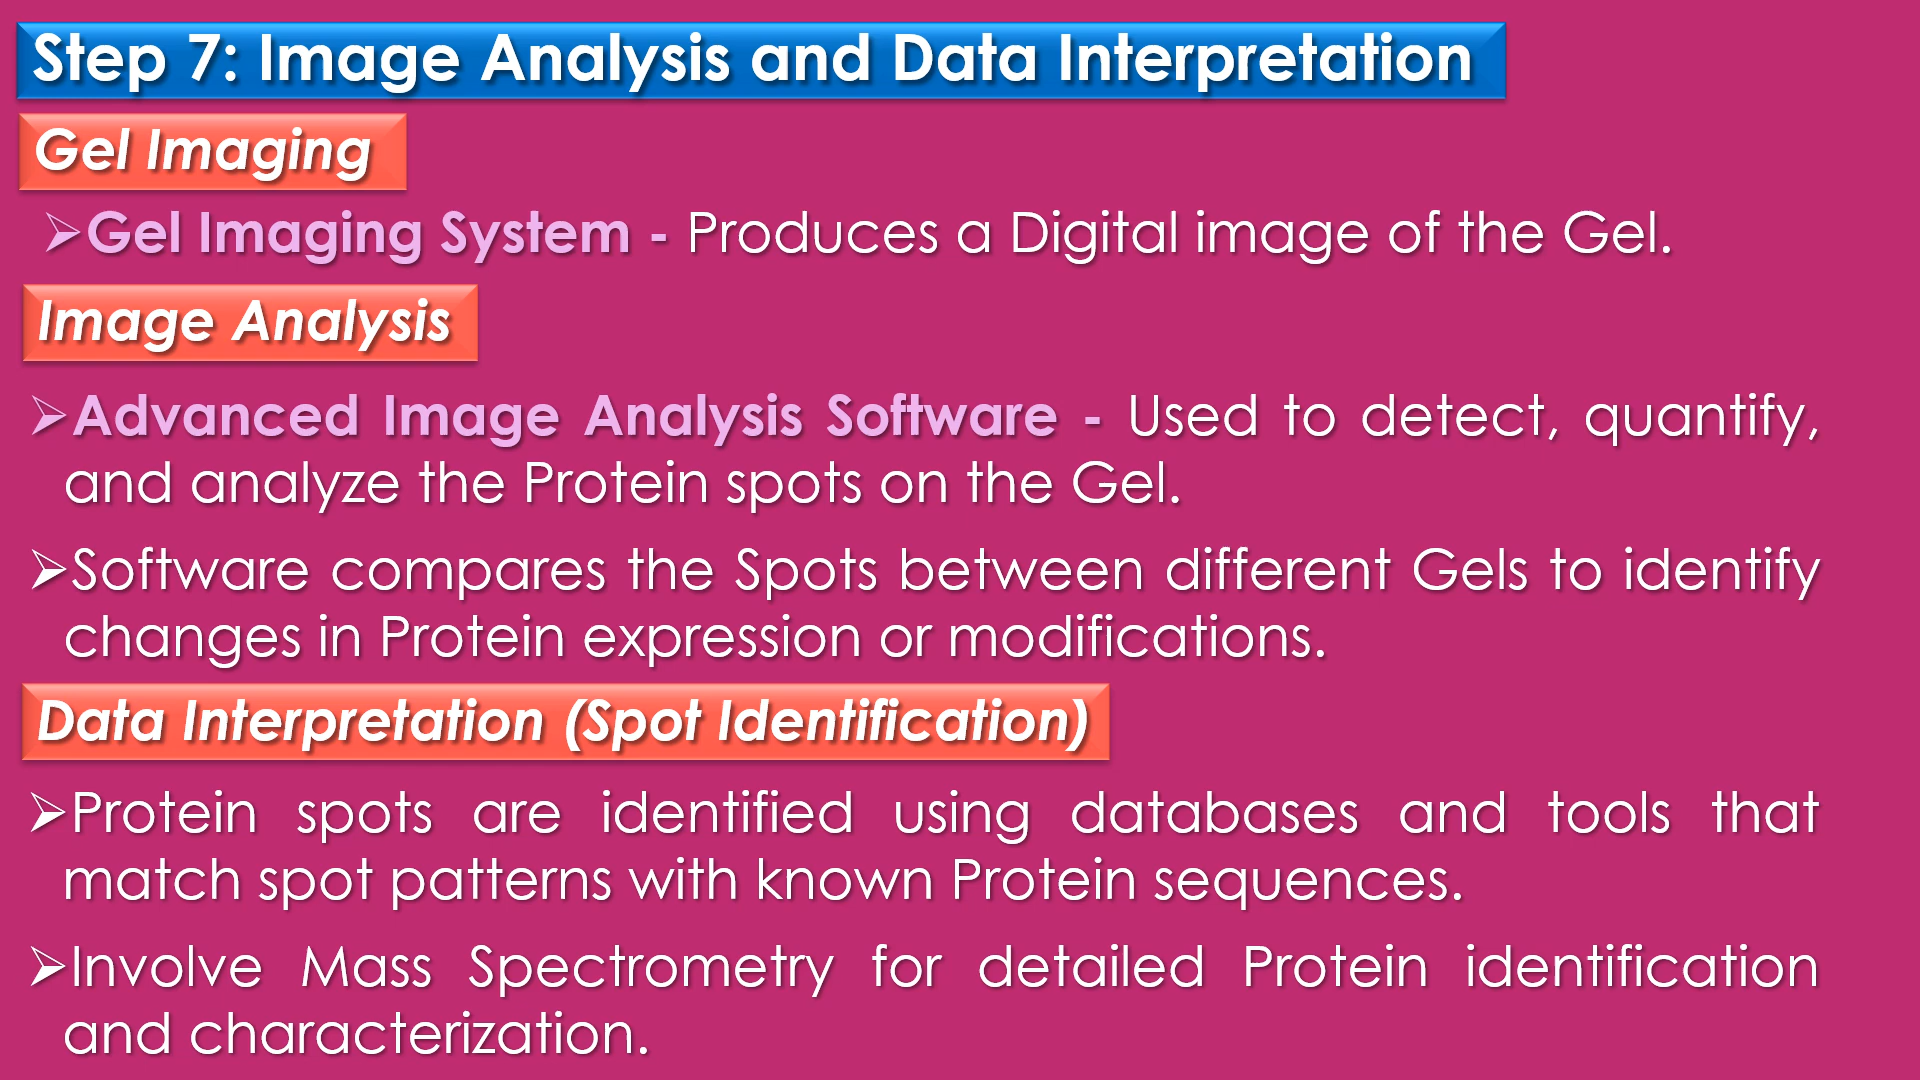 Step 7: Image Analysis and Data Interpretation
Gel Imaging
➢Gel Imaging System - Produces a Digital image of the Gel.
Image Analysis
➢Advanced Image Analysis Software - Used to detect, quantify,
and analyze the Protein spots on the Gel.
➢Software compares the Spots between different Gels to identify
changes in Protein expression or modifications.
Data Interpretation (Spot Identification)
➢Protein spots are identified using databases and tools that
match spot patterns with known Protein sequences.
➢Involve Mass Spectrometry for detailed Protein identification
and characterization.